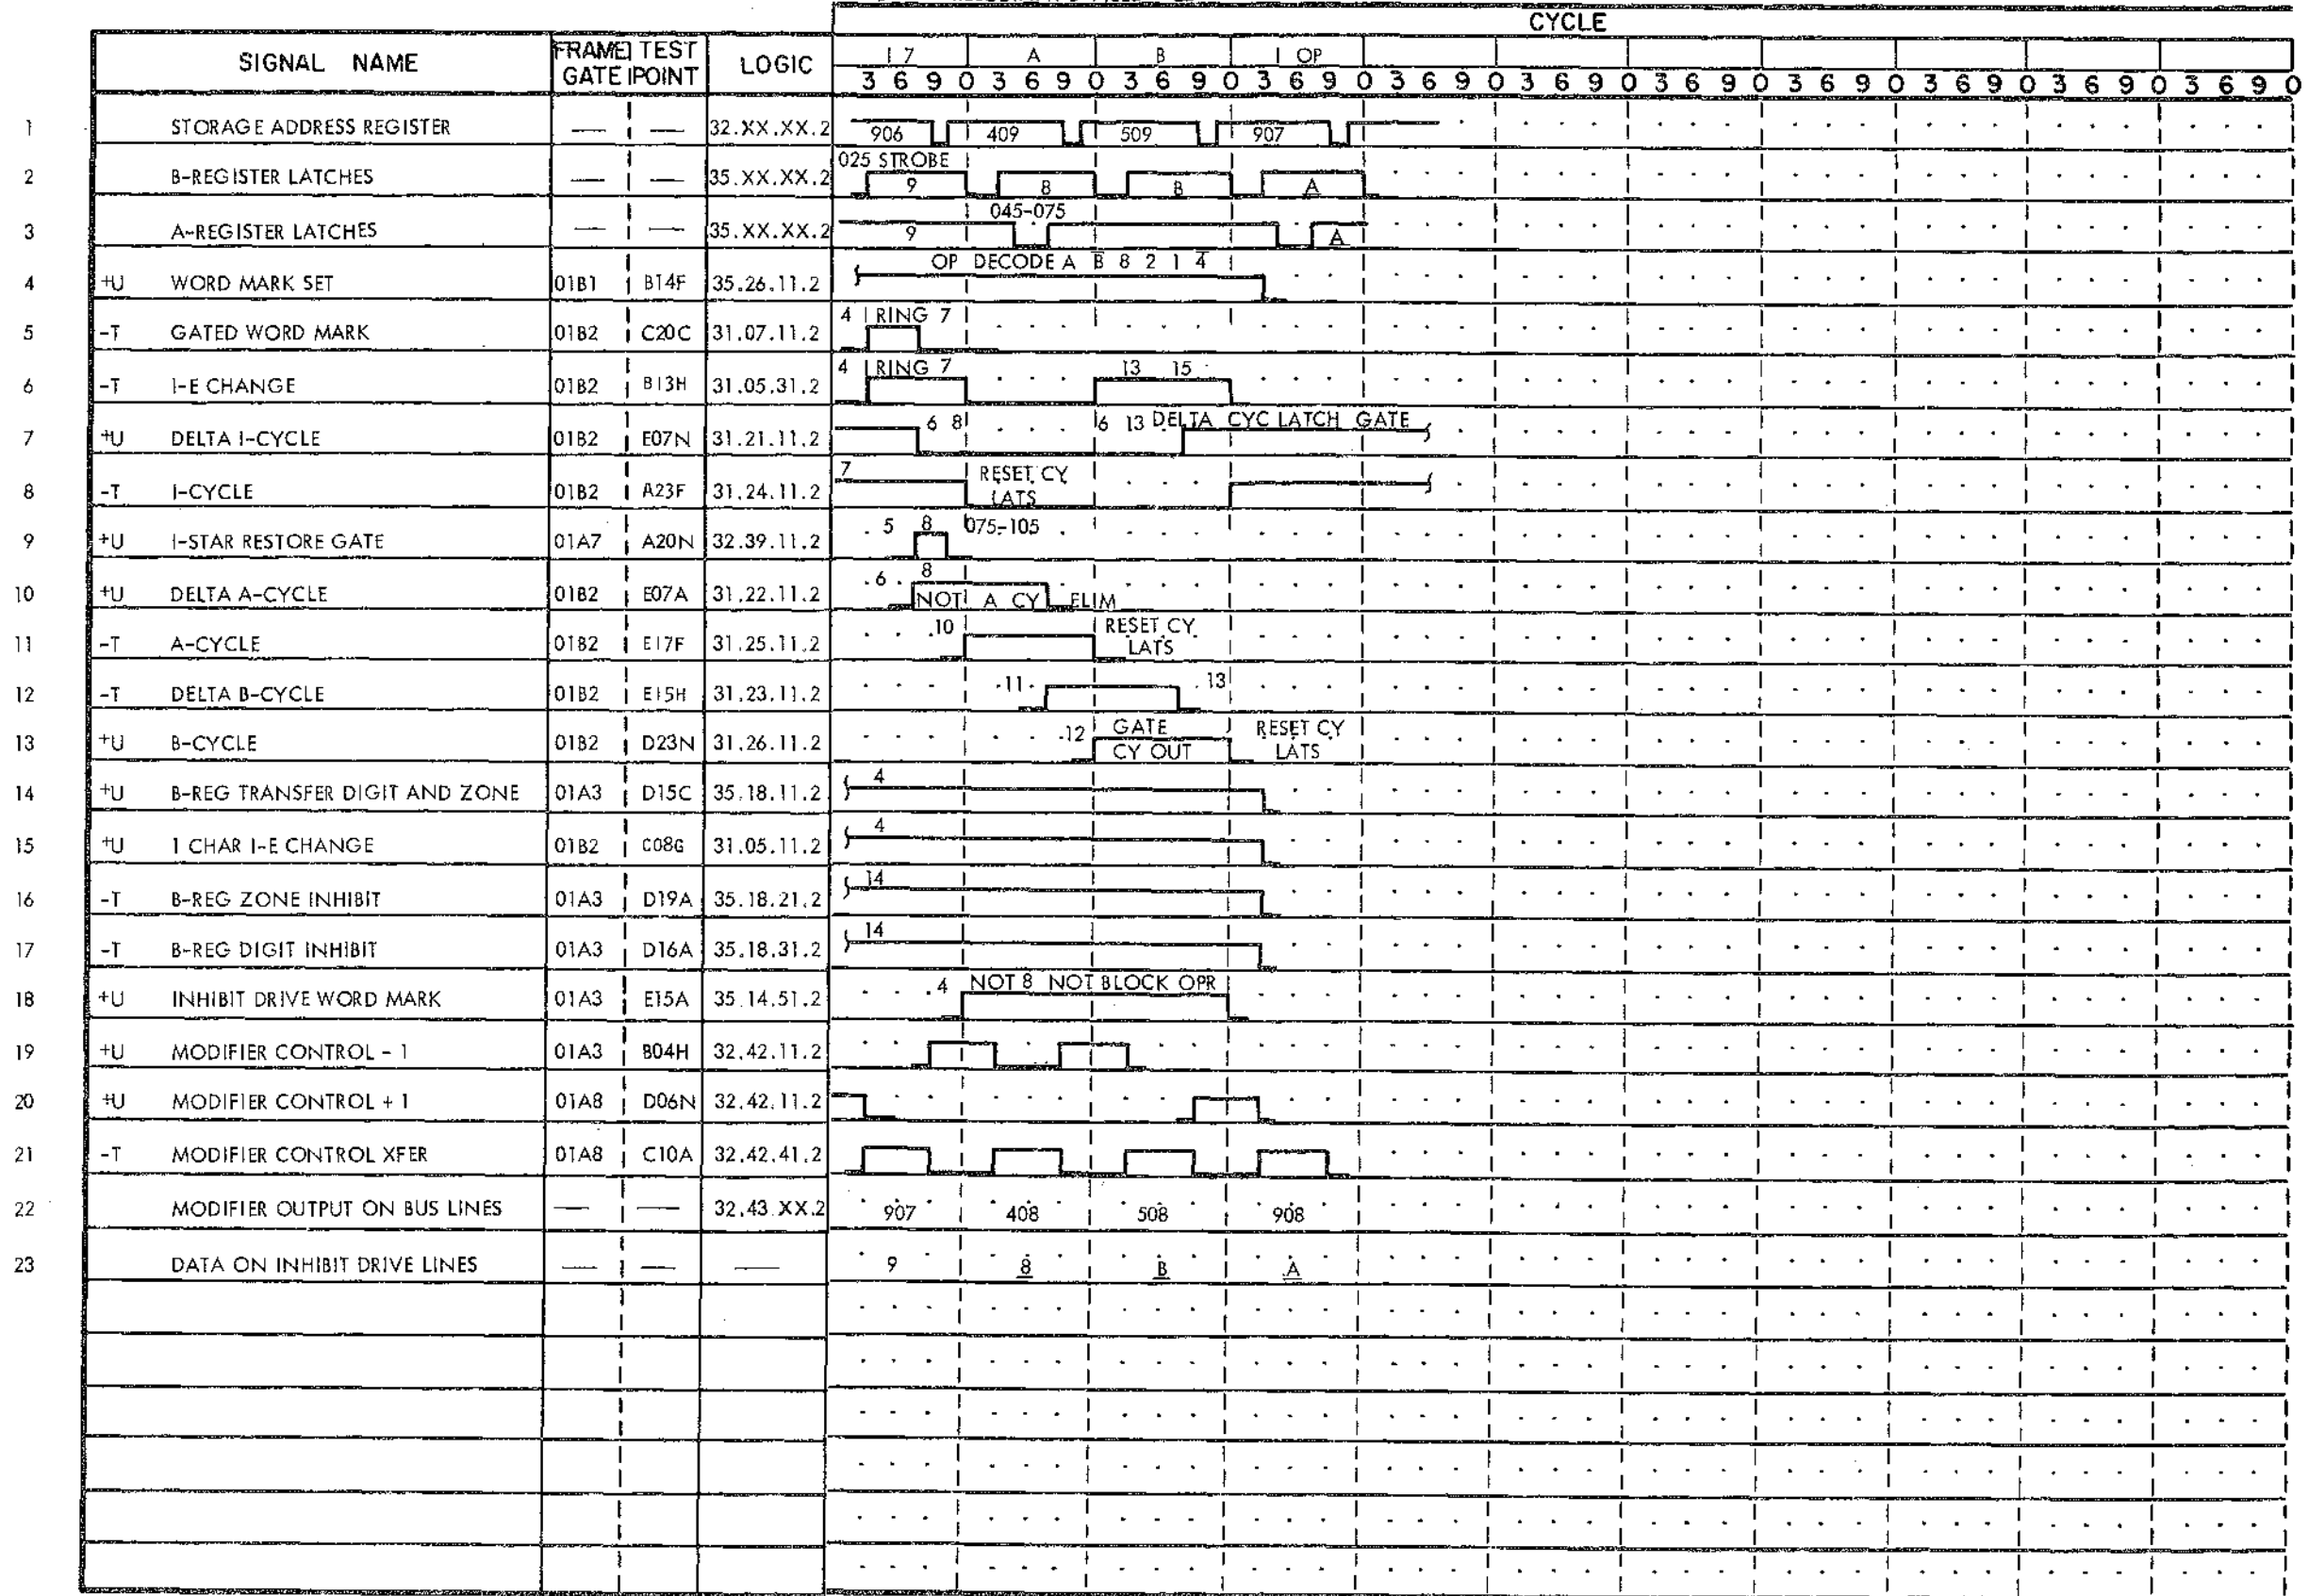 CYCLE
SIGNAL NAME FRAME GATE TEST POINT LOGIC
I 7 A B I OP
3 6 9 0 3 6 9 0 3 6 9 0 3 6 9 0 3 6 9 0 3 6 9 0 3 6 9 0 3 6 9 0 3 6 9 0 3 6 9 0 3 6 9 0
1 STORAGE ADDRESS REGISTER — — 32.XX.XX.2 906 409 509 907
025 STROBE
2 B-REGISTER LATCHES — — 35.XX.XX.2 9 8 B A
045-075
3 A-REGISTER LATCHES — — 35.XX.XX.2 9 A
OP DECODE A B̅ 8 2 1 4̅
4 +U WORD MARK SET 01B1 B14F 35.26.11.2
5 -T GATED WORD MARK 01B2 C20C 31.07.11.2 4 I RING 7
6 -T I-E CHANGE 01B2 B13H 31.05.31.2 4 I RING 7 13 15
7 +U DELTA I-CYCLE 01B2 E07N 31.21.11.2 6 8 6 13 DELTA CYC LATCH GATE
8 -T I-CYCLE 01B2 A23F 31.24.11.2 7 RESET CY LATS
9 +U I-STAR RESTORE GATE 01A7 A20N 32.39.11.2 5 8 075-105
10 +U DELTA A-CYCLE 01B2 E07A 31.22.11.2 6 8 NOT A CY ELIM
11 -T A-CYCLE 01B2 E17F 31.25.11.2 10 RESET CY LATS
12 -T DELTA B-CYCLE 01B2 E15H 31.23.11.2 11 13
13 +U B-CYCLE 01B2 D23N 31.26.11.2 12 GATE CY OUT RESET CY LATS
14 +U B-REG TRANSFER DIGIT AND ZONE 01A3 D15C 35.18.11.2 4
15 +U 1 CHAR I-E CHANGE 01B2 C08G 31.05.11.2 4
16 -T B-REG ZONE INHIBIT 01A3 D19A 35.18.21.2 14
17 -T B-REG DIGIT INHIBIT 01A3 D16A 35.18.31.2 14
18 +U INHIBIT DRIVE WORD MARK 01A3 E15A 35.14.51.2 4 NOT 8 NOT BLOCK OPR
19 +U MODIFIER CONTROL - 1 01A3 B04H 32.42.11.2
20 +U MODIFIER CONTROL + 1 01A8 D06N 32.42.11.2
21 -T MODIFIER CONTROL XFER 01A8 C10A 32.42.41.2
22 MODIFIER OUTPUT ON BUS LINES — — 32.43.XX.2 907 408 508 908
23 DATA ON INHIBIT DRIVE LINES — — — 9 8 B A